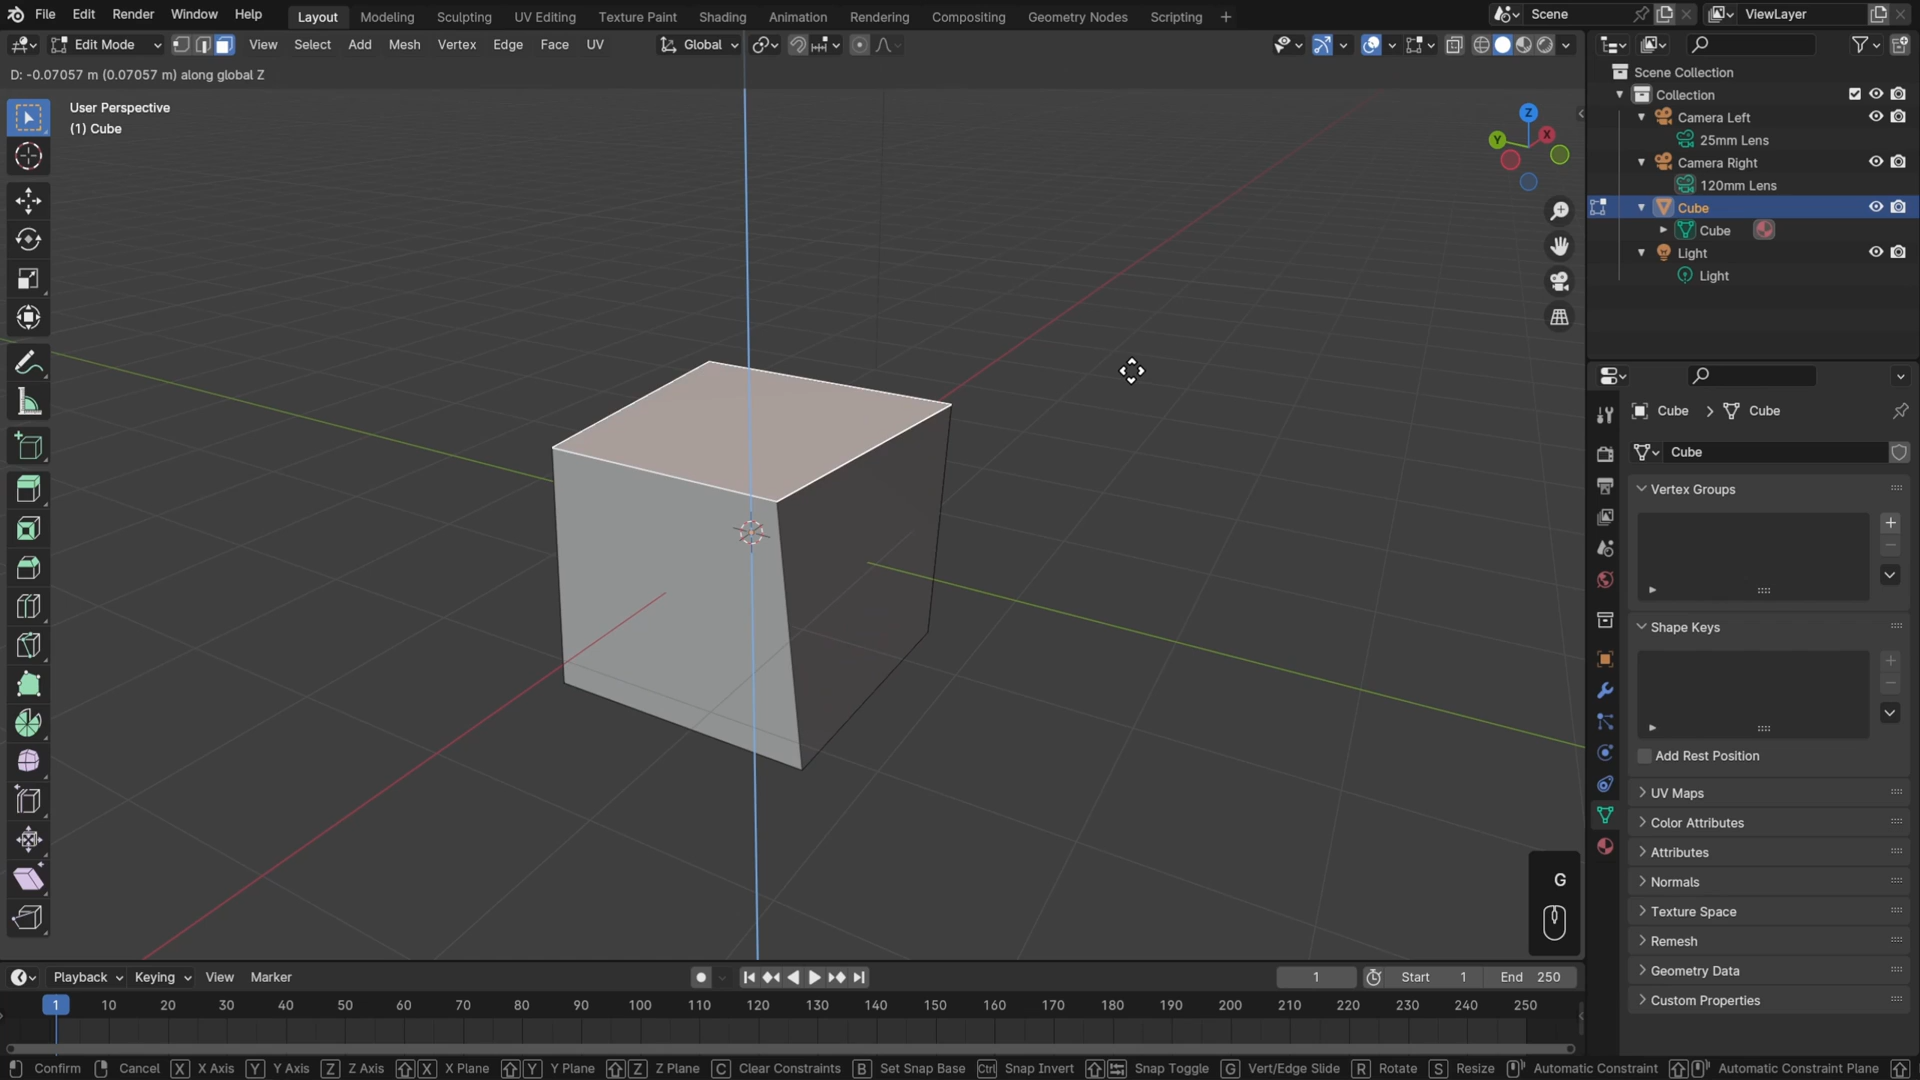 File Edit Render Window Help Layout Modeling Sculpting UV Editing Texture Paint Shading Animation Rendering Compositing Geometry Nodes Scripting + Scene ViewLayer
Edit Mode View Select Add Mesh Vertex Edge Face UV Global
D: -0.07057 m (0.07057 m) along global Z
User Perspective
(1) Cube
Z
Y
X
G
Scene Collection
Collection
Camera Left
25mm Lens
Camera Right
120mm Lens
Cube
Cube
Light
Light
Cube Cube
Cube
Vertex Groups
Shape Keys
Add Rest Position
UV Maps
Color Attributes
Attributes
Normals
Texture Space
Remesh
Geometry Data
Custom Properties
Playback Keying View Marker 1 Start 1 End 250
1 10 20 30 40 50 60 70 80 90 100 110 120 130 140 150 160 170 180 190 200 210 220 230 240 250
Confirm Cancel X X Axis Y Y Axis Z Z Axis X X Plane Y Y Plane Z Z Plane C Clear Constraints B Set Snap Base Ctrl Snap Invert Snap Toggle G Vert/Edge Slide R Rotate S Resize Automatic Constraint Automatic Constraint Plane